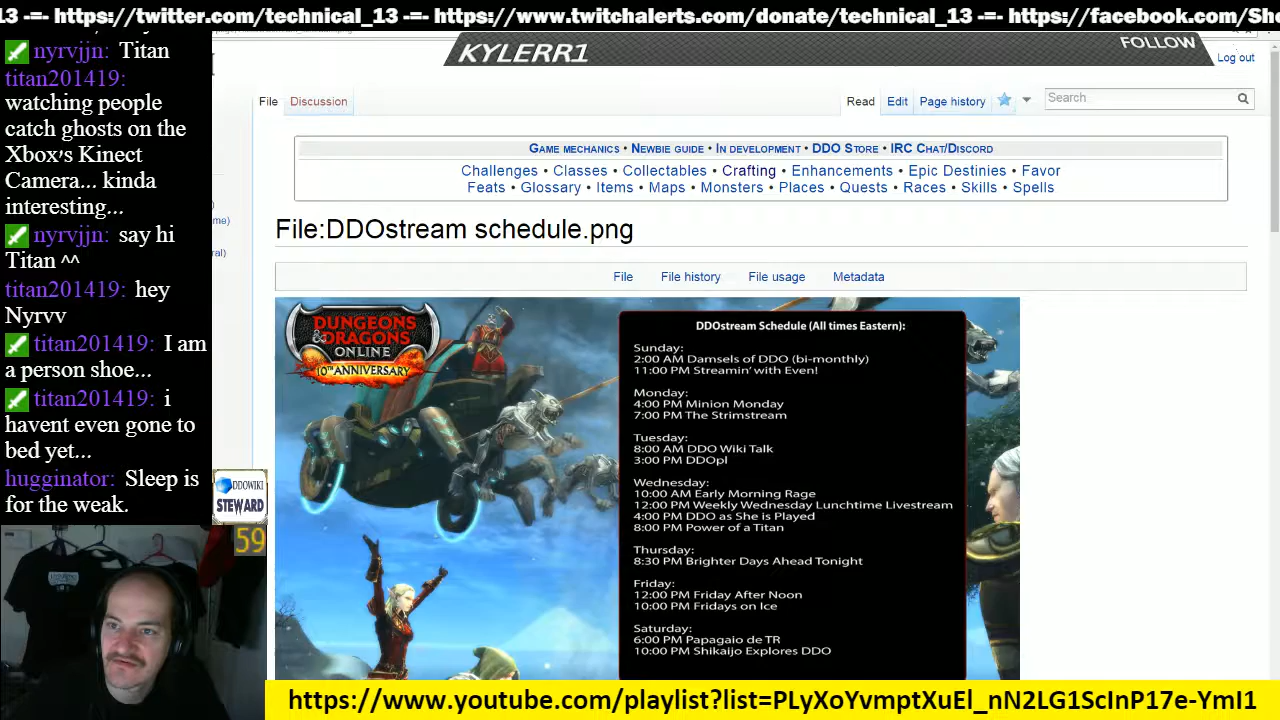 13 -=- https://twitter.com/technical_13 -=- https://www.twitchalerts.com/donate/technical_13 -=- https://facebook.com/Sho
nyrvjjn: Titan
titan201419:
watching people
catch ghosts on the
Xbox's Kinect
Camera... kinda
interesting...
nyrvjjn: say hi
Titan ^^
titan201419: hey
Nyrvv
titan201419: I am
a person shoe...
titan201419: i
havent even gone to
bed yet...
hugginator: Sleep is
for the weak.
DDOWIKI
STEWARD
59
KYLERR1
FOLLOW
Log out
File Discussion
Read Edit Page history
Search
Game mechanics • Newbie guide • In development • DDO Store • IRC Chat/Discord
Challenges • Classes • Collectables • Crafting • Enhancements • Epic Destinies • Favor
Feats • Glossary • Items • Maps • Monsters • Places • Quests • Races • Skills • Spells
File:DDOstream schedule.png
File File history File usage Metadata
DUNGEONS
& DRAGONS
ONLINE
10TH ANNIVERSARY
DDOstream Schedule (All times Eastern):
Sunday:
2:00 AM Damsels of DDO (bi-monthly)
11:00 PM Streamin' with Even!
Monday:
4:00 PM Minion Monday
7:00 PM The Strimstream
Tuesday:
8:00 AM DDO Wiki Talk
3:00 PM DDOpl
Wednesday:
10:00 AM Early Morning Rage
12:00 PM Weekly Wednesday Lunchtime Livestream
4:00 PM DDO as She is Played
8:00 PM Power of a Titan
Thursday:
8:30 PM Brighter Days Ahead Tonight
Friday:
12:00 PM Friday After Noon
10:00 PM Fridays on Ice
Saturday:
6:00 PM Papagaio de TR
10:00 PM Shikaijo Explores DDO
https://www.youtube.com/playlist?list=PLyXoYvmptXuEl_nN2LG1ScInP17e-YmI1